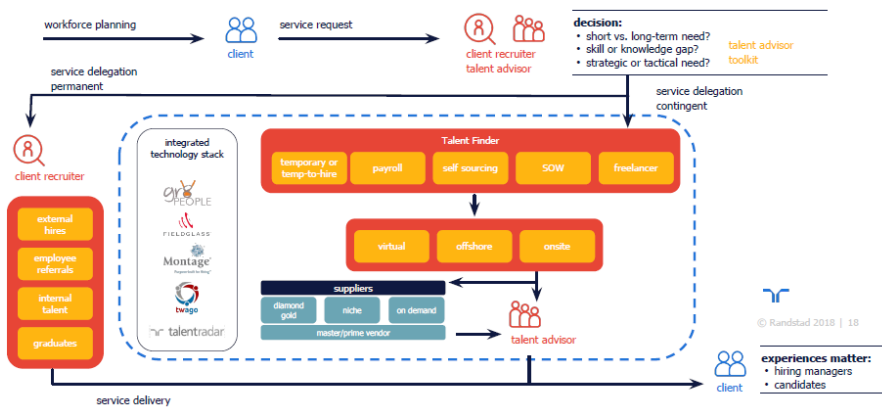 workforce planning
client
service request
client recruiter
talent advisor
decision:
• short vs. long-term need?
• skill or knowledge gap?
• strategic or tactical need?
talent advisor
toolkit
service delegation
permanent
service delegation
contingent
client recruiter
external
hires
employee
referrals
internal
talent
graduates
integrated
technology stack
gr8
PEOPLE
FIELDGLASS
Montage
twago
talentradar
Talent Finder
temporary or
temp-to-hire
payroll
self sourcing
SOW
freelancer
virtual
offshore
onsite
suppliers
diamond
gold
niche
on demand
master/prime vendor
talent advisor
© Randstad 2018 | 18
client
experiences matter:
• hiring managers
• candidates
service delivery